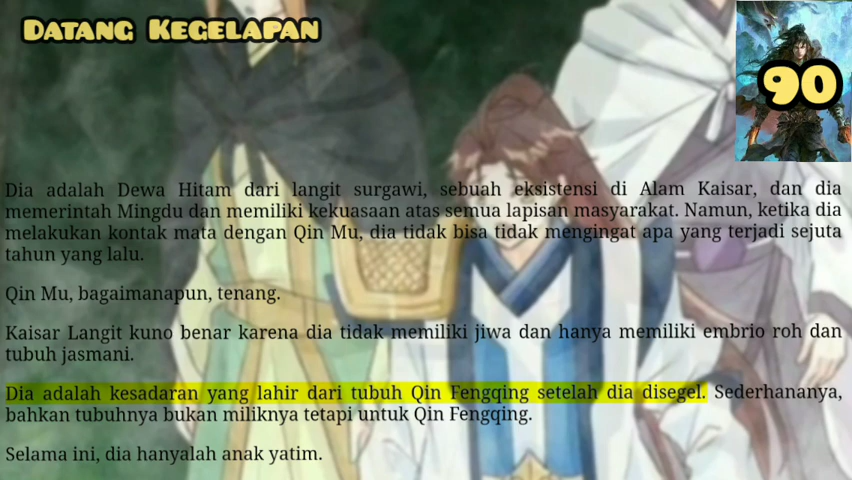 Datang Kegelapan
90
Dia adalah Dewa Hitam dari langit surgawi, sebuah eksistensi di Alam Kaisar, dan dia
memerintah Mingdu dan memiliki kekuasaan atas semua lapisan masyarakat. Namun, ketika dia
melakukan kontak mata dengan Qin Mu, dia tidak bisa tidak mengingat apa yang terjadi sejuta
tahun yang lalu.
Qin Mu, bagaimanapun, tenang.
Kaisar Langit kuno benar karena dia tidak memiliki jiwa dan hanya memiliki embrio roh dan
tubuh jasmani.
Dia adalah kesadaran yang lahir dari tubuh Qin Fengqing setelah dia disegel. Sederhananya,
bahkan tubuhnya bukan miliknya tetapi untuk Qin Fengqing.
Selama ini, dia hanyalah anak yatim.